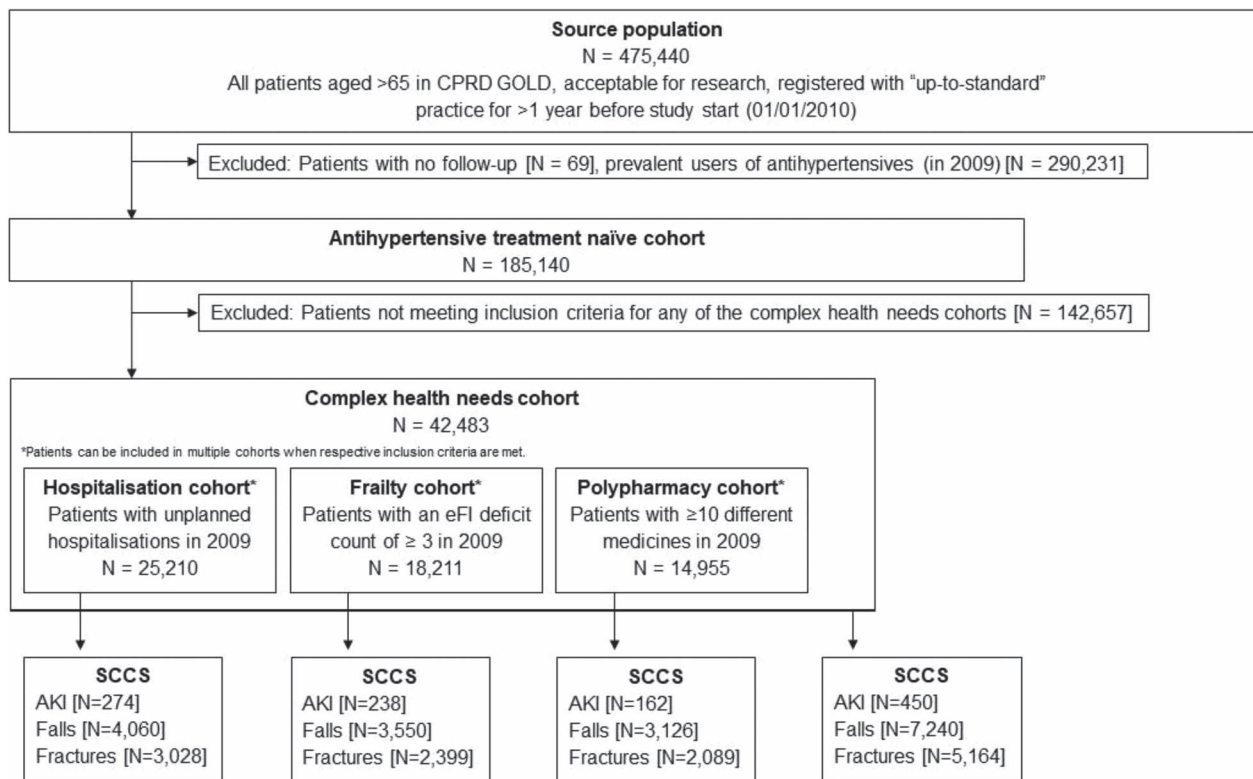 Source population
N = 475,440
All patients aged >65 in CPRD GOLD, acceptable for research, registered with “up-to-standard”
practice for >1 year before study start (01/01/2010)
Excluded: Patients with no follow-up [N = 69], prevalent users of antihypertensives (in 2009) [N = 290,231]
Antihypertensive treatment naïve cohort
N = 185,140
Excluded: Patients not meeting inclusion criteria for any of the complex health needs cohorts [N = 142,657]
Complex health needs cohort
N = 42,483
*Patients can be included in multiple cohorts when respective inclusion criteria are met.
Hospitalisation cohort*
Patients with unplanned
hospitalisations in 2009
N = 25,210
Frailty cohort*
Patients with an eFI deficit
count of ≥ 3 in 2009
N = 18,211
Polypharmacy cohort*
Patients with ≥10 different
medicines in 2009
N = 14,955
SCCS
AKI [N=274]
Falls [N=4,060]
Fractures [N=3,028]
SCCS
AKI [N=238]
Falls [N=3,550]
Fractures [N=2,399]
SCCS
AKI [N=162]
Falls [N=3,126]
Fractures [N=2,089]
SCCS
AKI [N=450]
Falls [N=7,240]
Fractures [N=5,164]